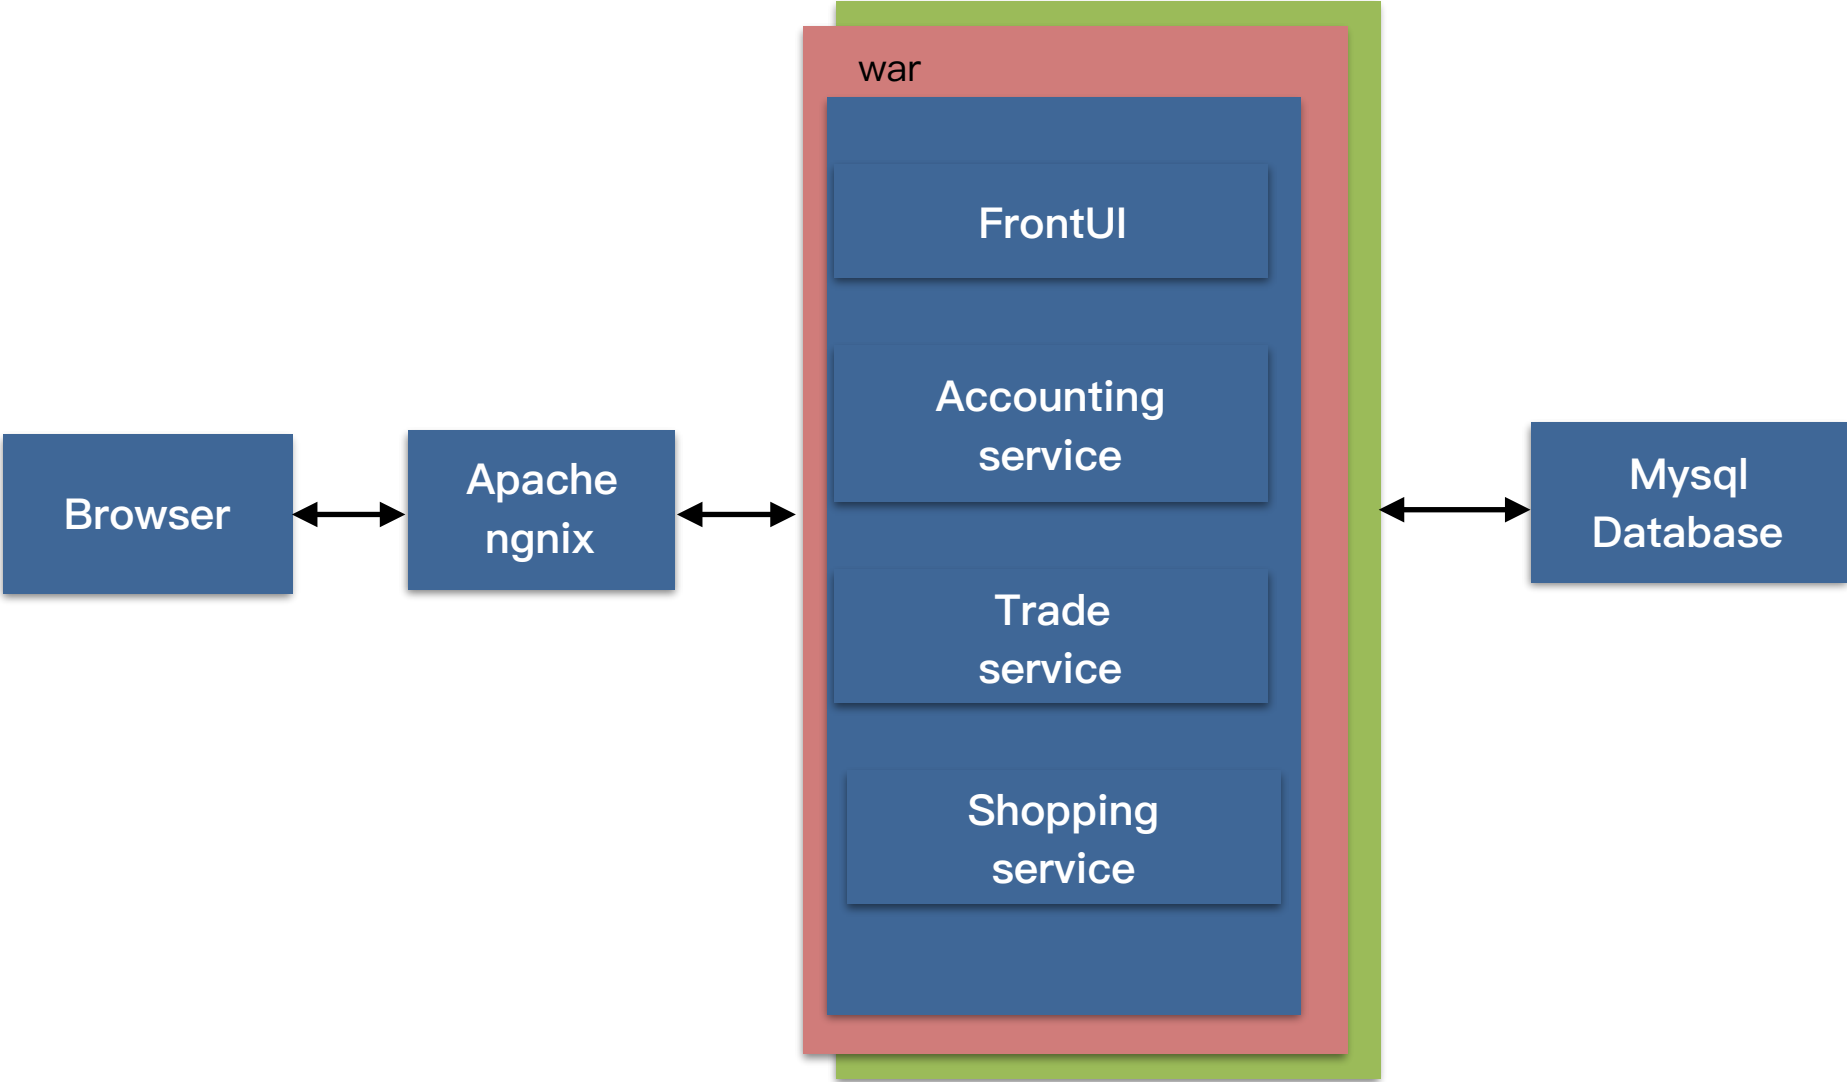 war
FrontUI
Accounting
service
Browser
Apache
ngnix
Mysql
Database
Trade
service
Shopping
service